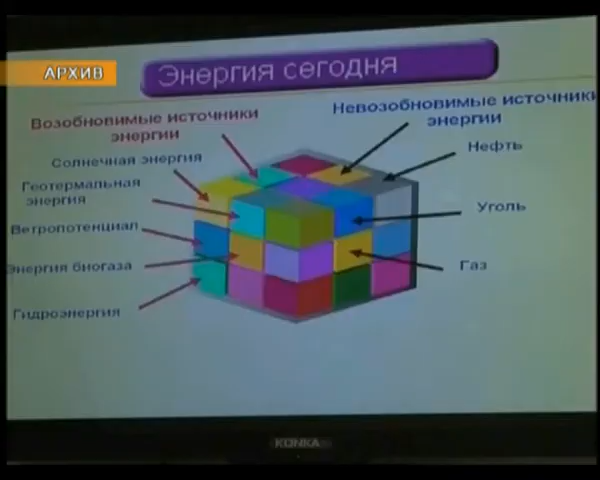 АРХИВ
Энергия сегодня
Возобновимые источники
энергии
Невозобновимые источники
энергии
Солнечная энергия
Нефть
Геотермальная
энергия
Уголь
Ветропотенциал
Энергия биогаза
Газ
Гидроэнергия
KONKA